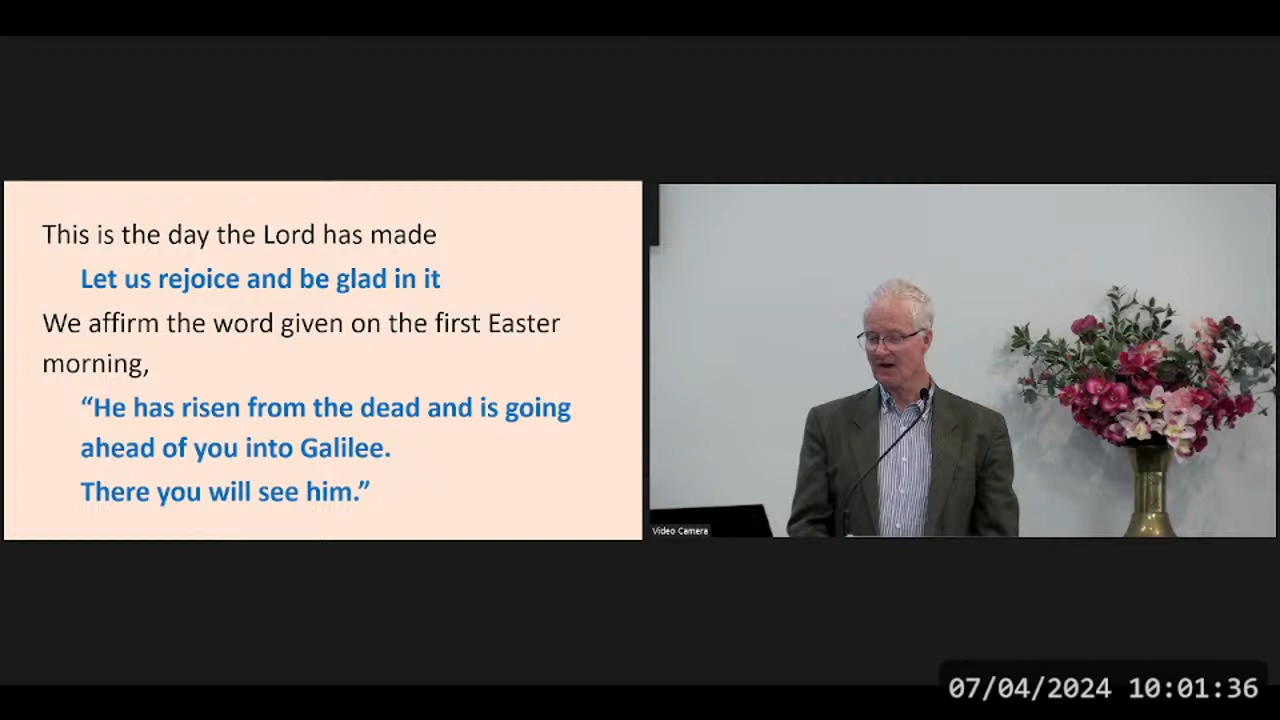 This is the day the Lord has made
Let us rejoice and be glad in it
We affirm the word given on the first Easter
morning,
“He has risen from the dead and is going
ahead of you into Galilee.
There you will see him.”
Video Camera
07/04/2024 10:01:36